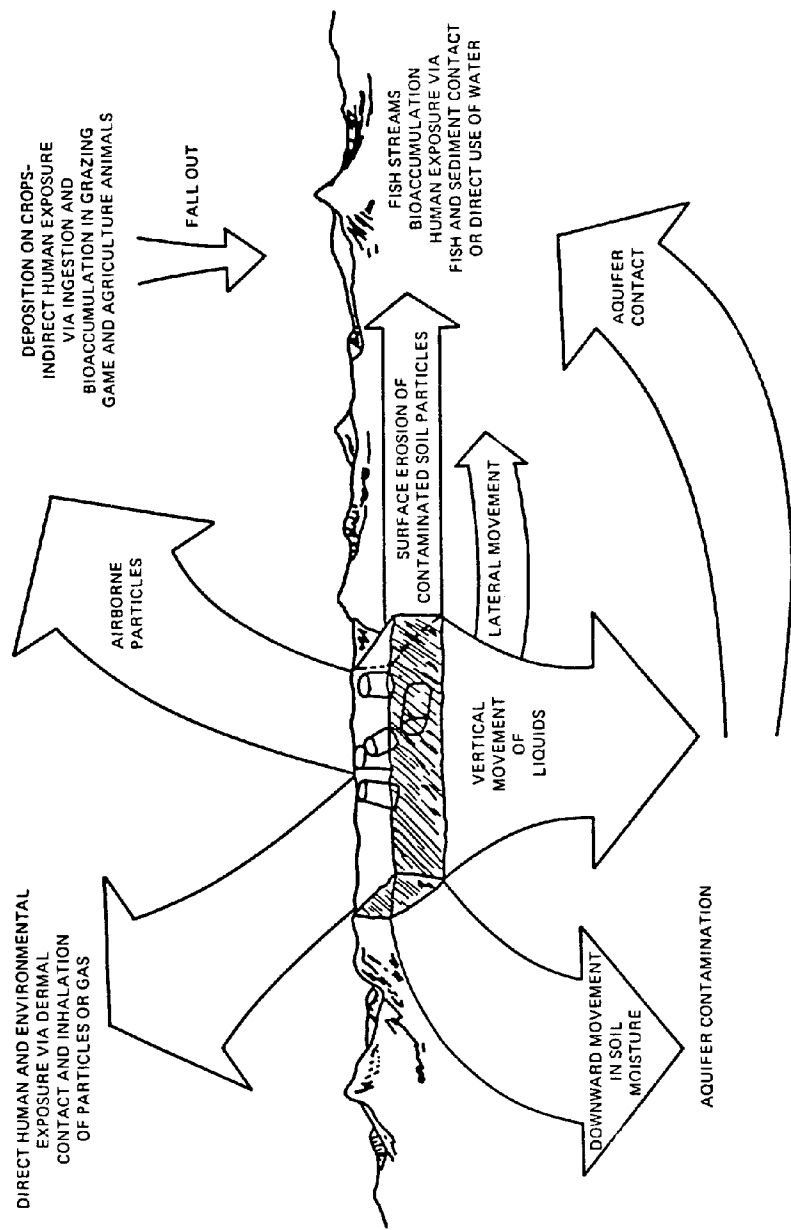 DIRECT HUMAN AND ENVIRONMENTAL
EXPOSURE VIA DERMAL
CONTACT AND INHALATION
OF PARTICLES OR GAS
AIRBORNE
PARTICLES
DEPOSITION ON CROPS-
INDIRECT HUMAN EXPOSURE
VIA INGESTION AND
BIOACCUMULATION IN GRAZING
GAME AND AGRICULTURE ANIMALS
FALL OUT
SURFACE EROSION OF
CONTAMINATED SOIL PARTICLES
FISH STREAMS
BIOACCUMULATION
HUMAN EXPOSURE VIA
FISH AND SEDIMENT CONTACT
OR DIRECT USE OF WATER
LATERAL MOVEMENT
VERTICAL
MOVEMENT
OF
LIQUIDS
DOWNWARD MOVEMENT
IN SOIL
MOISTURE
AQUIFER
CONTACT
AQUIFER CONTAMINATION